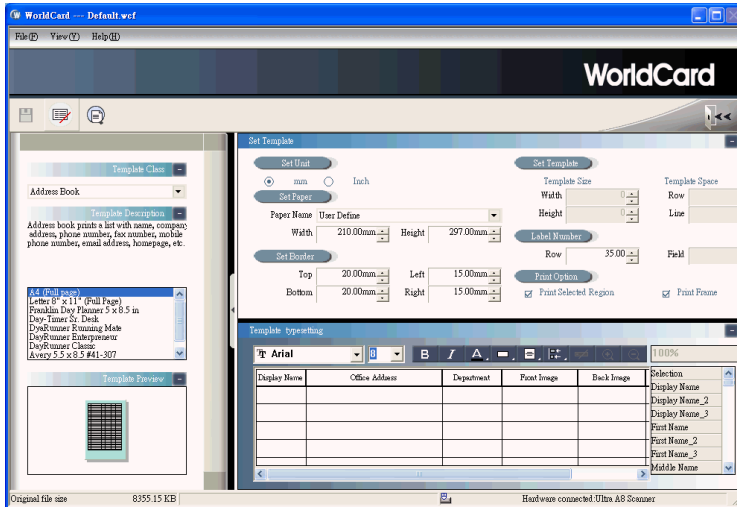 WorldCard --- Default.wcf
File(F) View(V) Help(H)
WorldCard
Template Class
Address Book
Template Description
Address book prints a list with name, company
address, phone number, fax number, mobile
phone number, email address, homepage, etc.
A4 (Full page)
Letter 8" x 11" (Full Page)
Franklin Day Planner 5 x 8.5 in
Day-Timer Sr. Desk
DyaRunner Running Mate
DayRunner Enterpreneur
DayRunner Classic
Avery 5.5 x 8.5 #41-307
Template Preview
Set Template
Set Unit
mm Inch
Set Paper
Paper Name User Define
Width 210.00mm Height 297.00mm
Set Border
Top 20.00mm Left 15.00mm
Bottom 20.00mm Right 15.00mm
Set Template
Template Size Template Space
Width 0 Row
Height 0 Line
Label Number
Row 35.00 Field
Print Option
Print Selected Region Print Frame
Template typesetting
Arial 8 B I A 100%
Display Name Office Address Department Front Image Back Image
Selection
Display Name
Display Name_2
Display Name_3
First Name
First Name_2
First Name_3
Middle Name
Original file size 8355.15 KB Hardware connected:Ultra A8 Scanner